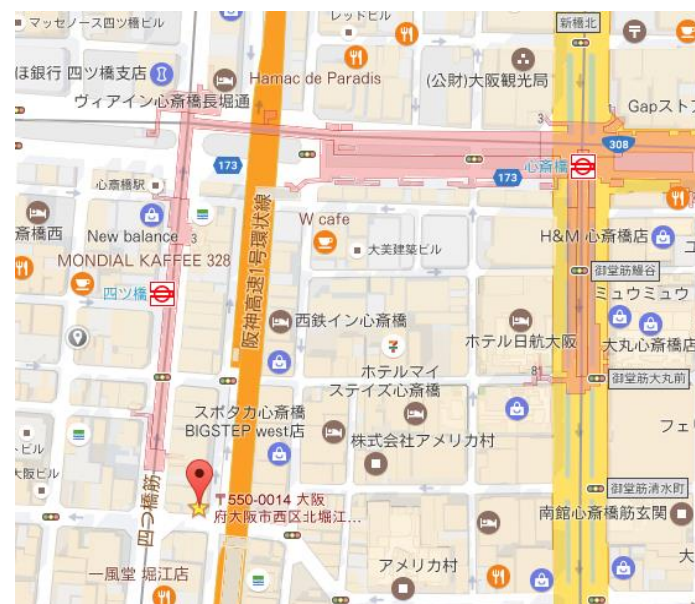 マッセノース四ツ橋ビル
レッドビル
新橋北
ほ銀行 四ツ橋支店
Hamac de Paradis
(公財)大阪観光局
ヴィアイン心斎橋長堀通
Gapスト
3
308
173
心斎橋
173
心斎橋駅
斎橋西
New balance
3
W cafe
大美建築ビル
H&M 心斎橋店
MONDIAL KAFFEE 328
四ツ橋
阪神高速1号環状線
御堂筋鰻谷
ミュウミュウ
西鉄イン心斎橋
ホテル日航大阪
大丸心斎橋店
ホテルマイ
ステイズ心斎橋
81
御堂筋大丸前
スポタカ心斎橋
BIGSTEP west店
株式会社アメリカ村
フェリ
トビル
大阪ビル
〒550-0014 大阪
府大阪市西区北堀江...
御堂筋清水町
四つ橋筋
南館心斎橋筋玄関
一風堂 堀江店
アメリカ村
大